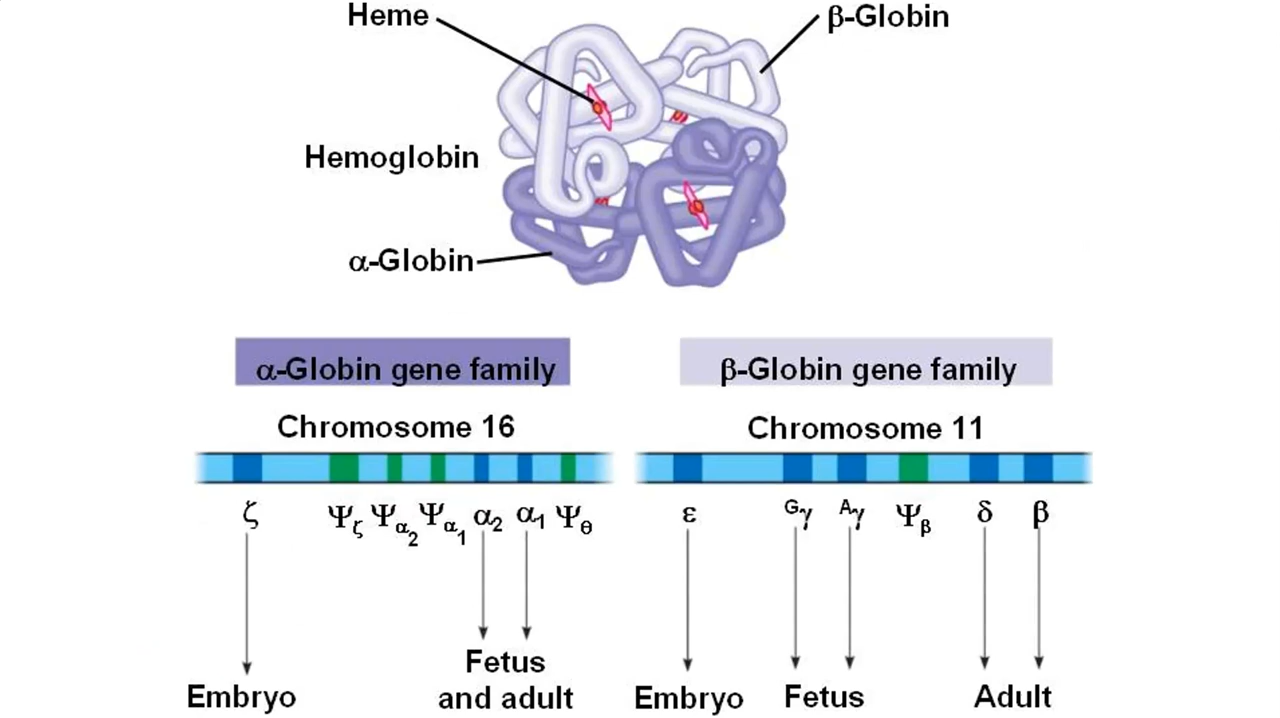 Heme
β-Globin
Hemoglobin
α-Globin
α-Globin gene family
β-Globin gene family
Chromosome 16
Chromosome 11
ζ Ψζ Ψα2 Ψα1 α2 α1 Ψθ
ε Gγ Aγ Ψβ δ β
Embryo
Fetus
and adult
Embryo
Fetus
Adult